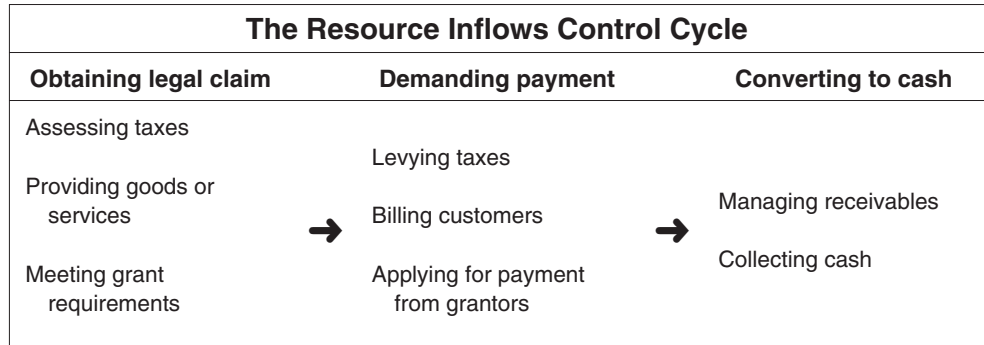 The Resource Inflows Control Cycle
Obtaining legal claim
Demanding payment
Converting to cash
Assessing taxes
Providing goods or
services
Meeting grant
requirements
➜
Levying taxes
Billing customers
Applying for payment
from grantors
➜
Managing receivables
Collecting cash